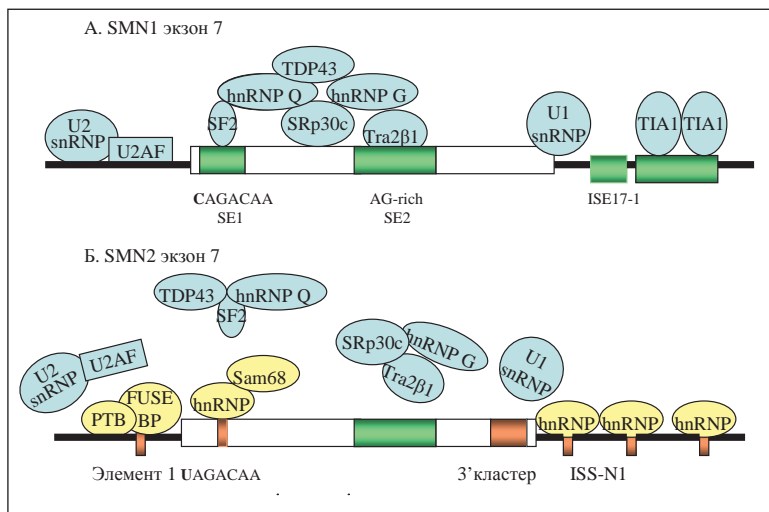 А. SMN1 экзон 7
TDP43
hnRNP Q
hnRNP G
U2
snRNP
U2AF
SF2
SRp30c
Tra2β1
U1
snRNP
TIA1
TIA1
CAGACAA
SE1
AG-rich
SE2
ISE17-1
Б. SMN2 экзон 7
TDP43
hnRNP Q
SF2
U2
snRNP
U2AF
SRp30c
hnRNP G
Tra2β1
U1
snRNP
PTB
FUSE
BP
Sam68
hnRNP
hnRNP
hnRNP
hnRNP
Элемент 1
UAGACAA
3’кластер
ISS-N1